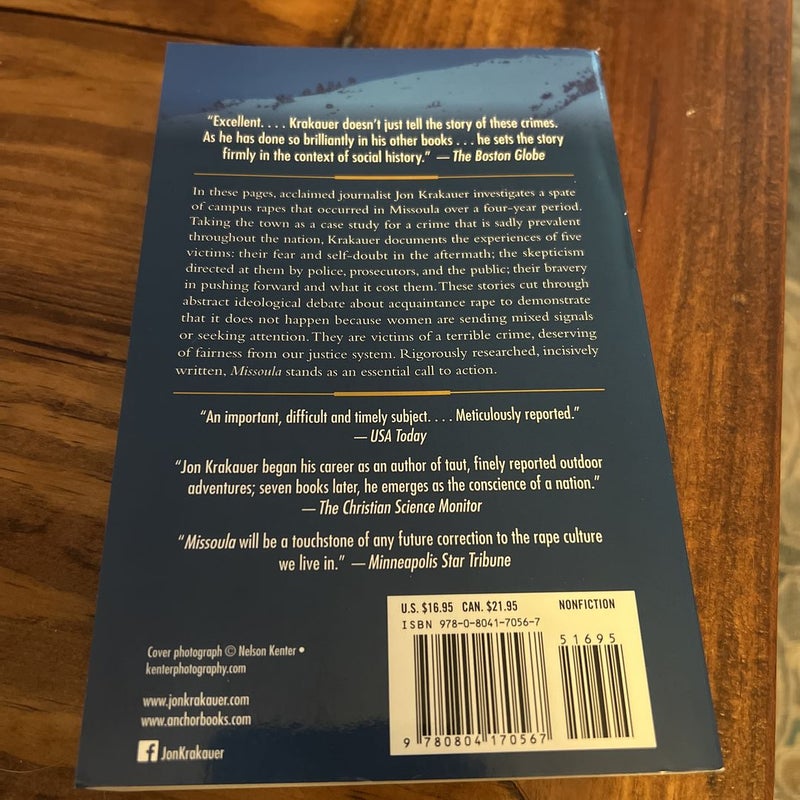 “Excellent. . . . Krakauer doesn’t just tell the story of these crimes.
As he has done so brilliantly in his other books . . . he sets the story
firmly in the context of social history.” — The Boston Globe
In these pages, acclaimed journalist Jon Krakauer investigates a spate
of campus rapes that occurred in Missoula over a four-year period.
Taking the town as a case study for a crime that is sadly prevalent
throughout the nation, Krakauer documents the experiences of five
victims: their fear and self-doubt in the aftermath; the skepticism
directed at them by police, prosecutors, and the public; their bravery
in pushing forward and what it cost them. These stories cut through
abstract ideological debate about acquaintance rape to demonstrate
that it does not happen because women are sending mixed signals
or seeking attention. They are victims of a terrible crime, deserving
of fairness from our justice system. Rigorously researched, incisively
written, Missoula stands as an essential call to action.
“An important, difficult and timely subject. . . . Meticulously reported.”
— USA Today
“Jon Krakauer began his career as an author of taut, finely reported outdoor
adventures; seven books later, he emerges as the conscience of a nation.”
— The Christian Science Monitor
“Missoula will be a touchstone of any future correction to the rape culture
we live in.” — Minneapolis Star Tribune
U.S. $16.95 CAN. $21.95 NONFICTION
ISBN 978-0-8041-7056-7
51695
9 780804 170567
Cover photograph © Nelson Kenter •
kenterphotography.com
www.jonkrakauer.com
www.anchorbooks.com
f JonKrakauer